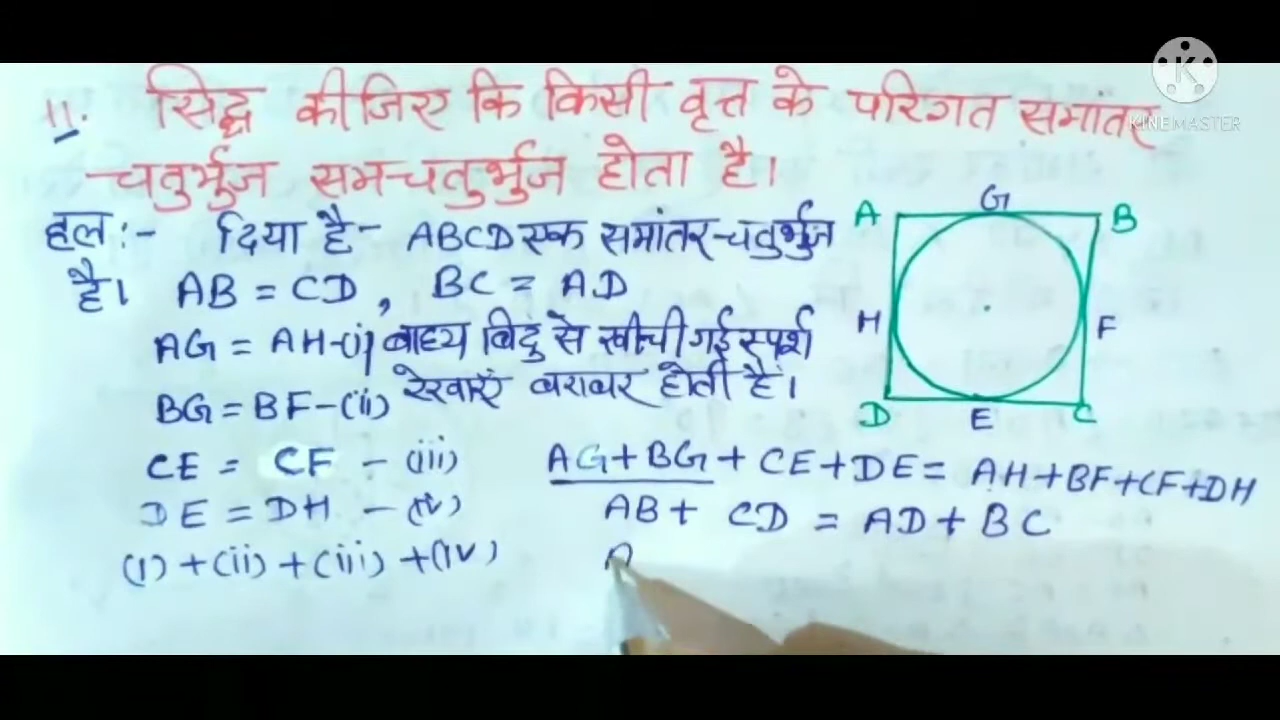 KINEMASTER
11. सिद्ध कीजिए कि किसी वृत्त के परिगत समांतर
चतुर्भुज समचतुर्भुज होता है।
हल :- दिया है- ABCD एक समांतर चतुर्भुज
है। AB = CD , BC = AD
AG = AH-(i) बाह्य बिंदु से खींची गई स्पर्श
रेखाएं बराबर होती है।
BG = BF-(ii)
CE = CF - (iii)
DE = DH - (iv)
(i) + (ii) + (iii) + (iv)
AG+BG + CE+DE = AH+BF+CF+DH
AB + CD = AD + BC
A
A G B
H F
D E C